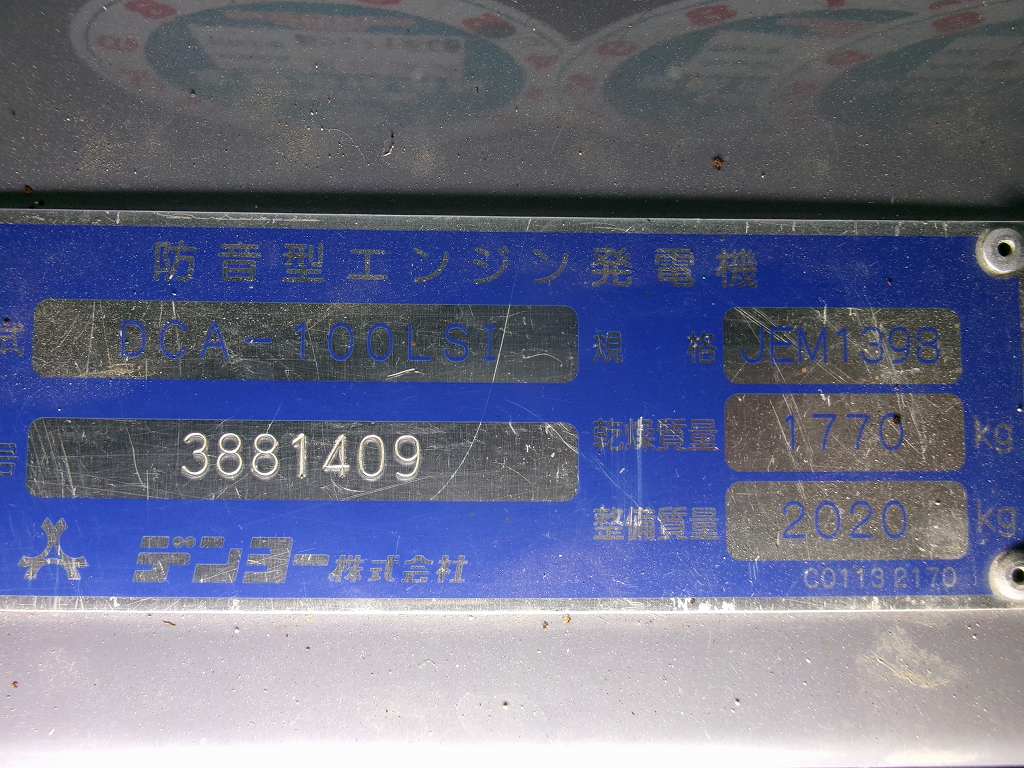 防音型エンジン発電機
DCA-100LSI 規格 JEM1398
乾燥質量 1770 kg
号 3881409
整備質量 2020 kg
デンヨー株式会社
C0113 2170